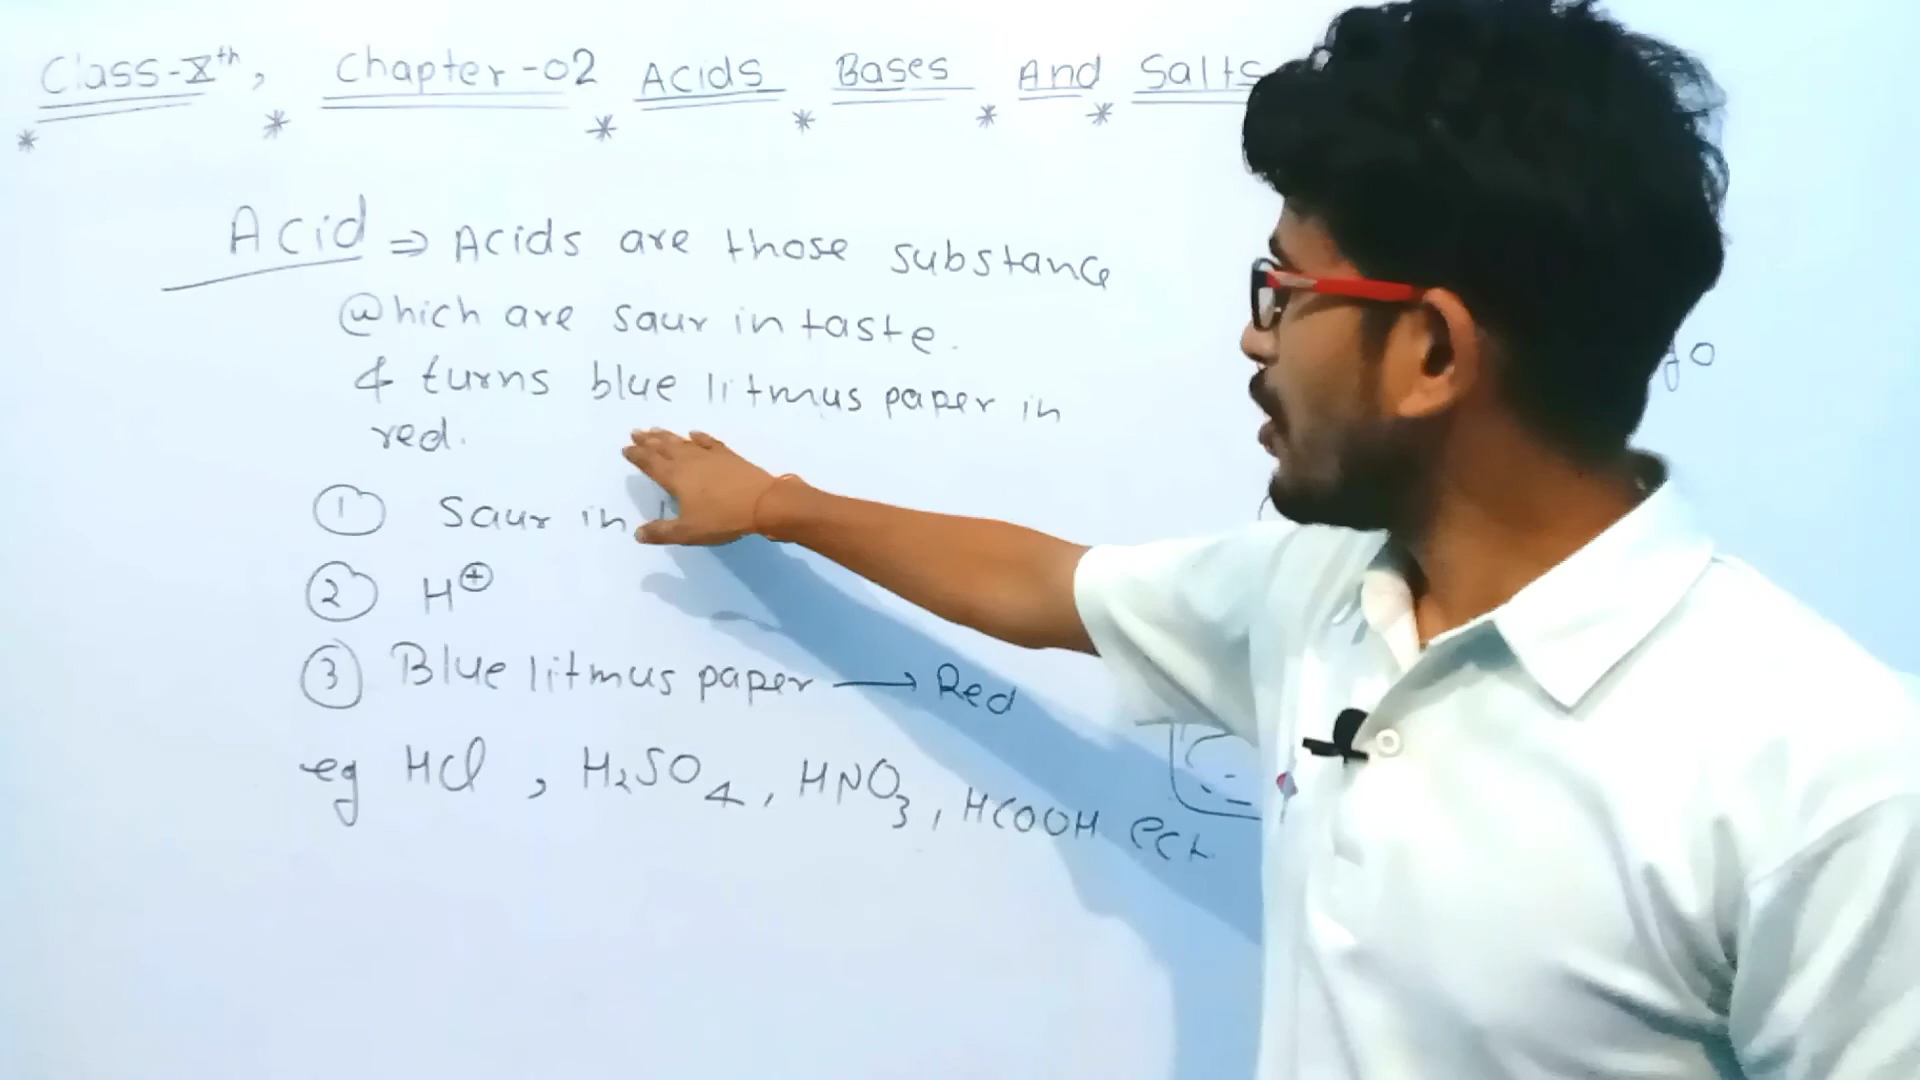 Class-Xth, Chapter-02 Acids Bases And Salts
Acid ⇒ Acids are those substance
Which are saur in taste.
& turns blue litmus paper in
red.
① Saur in
② H⊕
③ Blue litmus paper → Red
eg HCl, H₂SO₄, HNO₃, HCOOH ect.